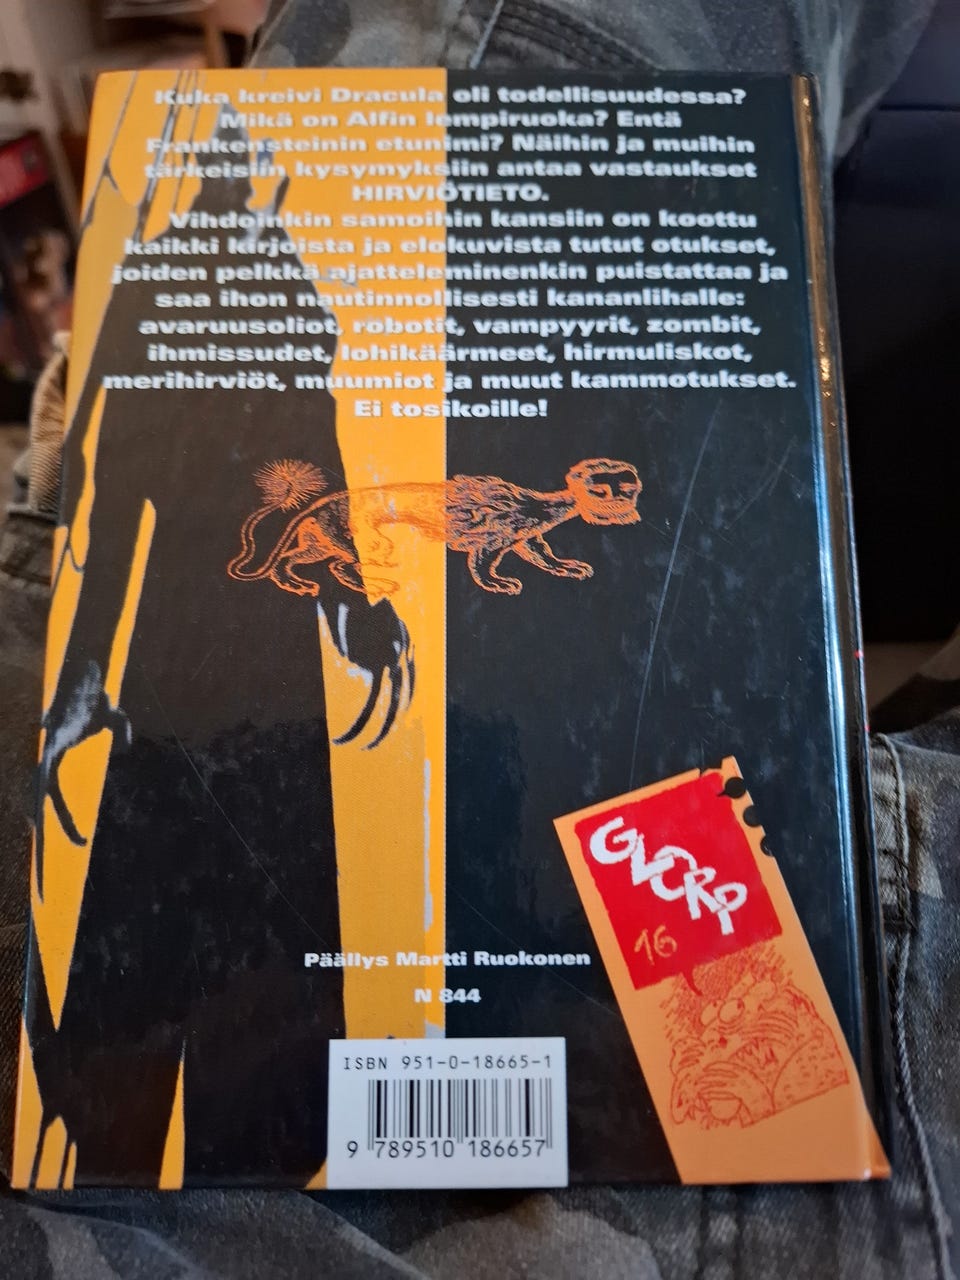 Kuka kreivi Dracula oli todellisuudessa?
Mikä on Alfin lempiruoka? Entä
Frankensteinin etunimi? Näihin ja muihin
tärkeisiin kysymyksiin antaa vastaukset
HIRVIÖTIETO.
Vihdoinkin samoihin kansiin on koottu
kaikki kirjoista ja elokuvista tutut otukset,
joiden pelkkä ajatteleminenkin puistattaa ja
saa ihon nautinnollisesti kananlihalle:
avaruusoliot, robotit, vampyyrit, zombit,
ihmissudet, lohikäärmeet, hirmuliskot,
merihirviöt, muumiot ja muut kammotukset.
Ei tosikoille!
GLORP
16
Päällys Martti Ruokonen
N 844
ISBN 951-0-18665-1
9 789510 186657